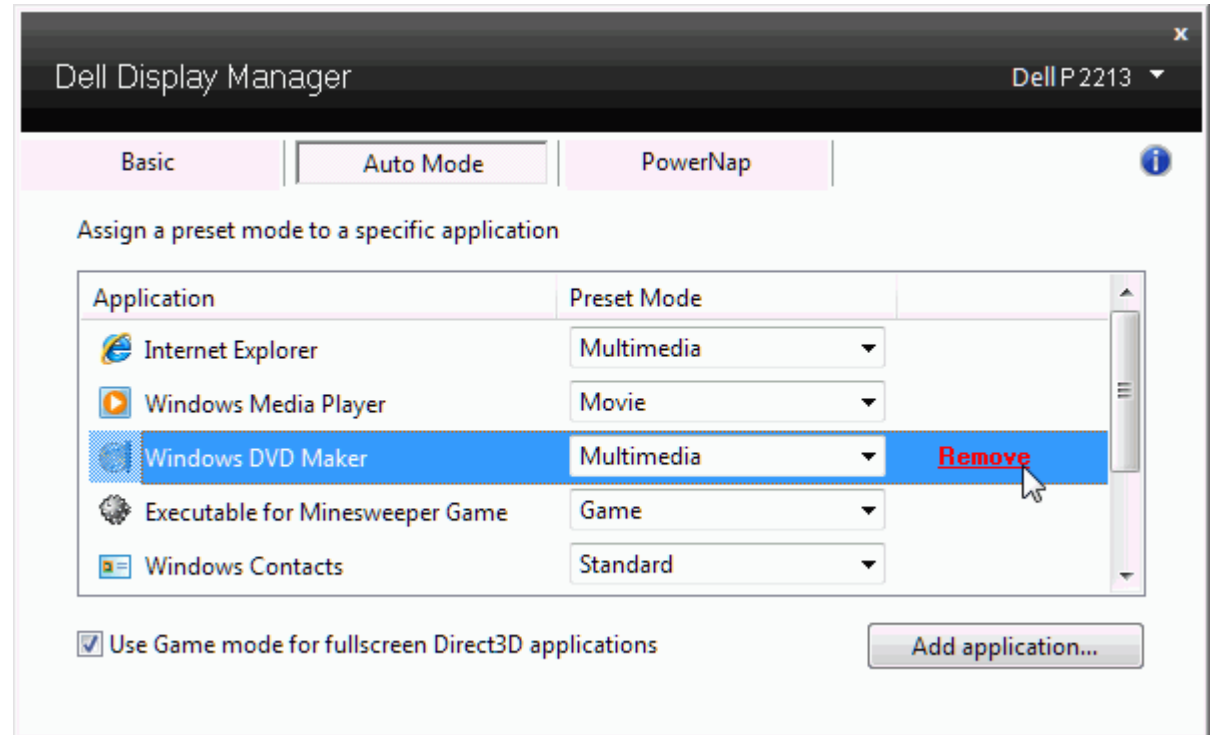 x
Dell Display Manager Dell P2213
Basic Auto Mode PowerNap
Assign a preset mode to a specific application
Application Preset Mode
Internet Explorer Multimedia
Windows Media Player Movie
Windows DVD Maker Multimedia Remove
Executable for Minesweeper Game Game
Windows Contacts Standard
Use Game mode for fullscreen Direct3D applications Add application...